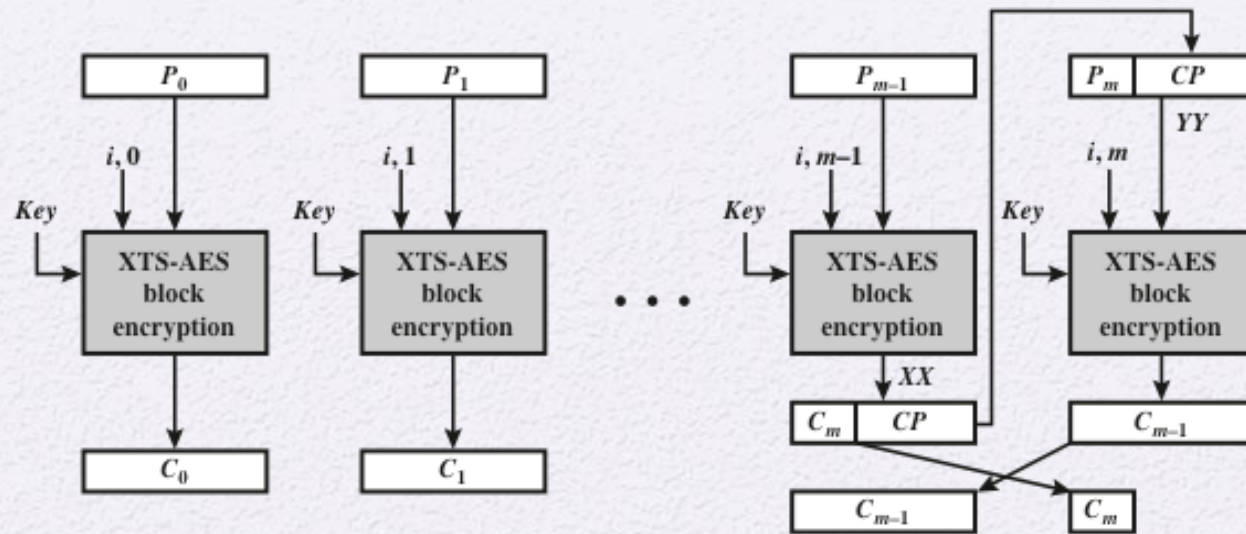 P₀ P₁ Pₘ₋₁ Pₘ CP
YY
i, 0 i, 1 i, m–1 i, m
Key Key Key Key
XTS-AES XTS-AES XTS-AES XTS-AES
block block block block
encryption encryption • • • encryption encryption
XX
Cₘ CP Cₘ₋₁
C₀ C₁
Cₘ₋₁ Cₘ